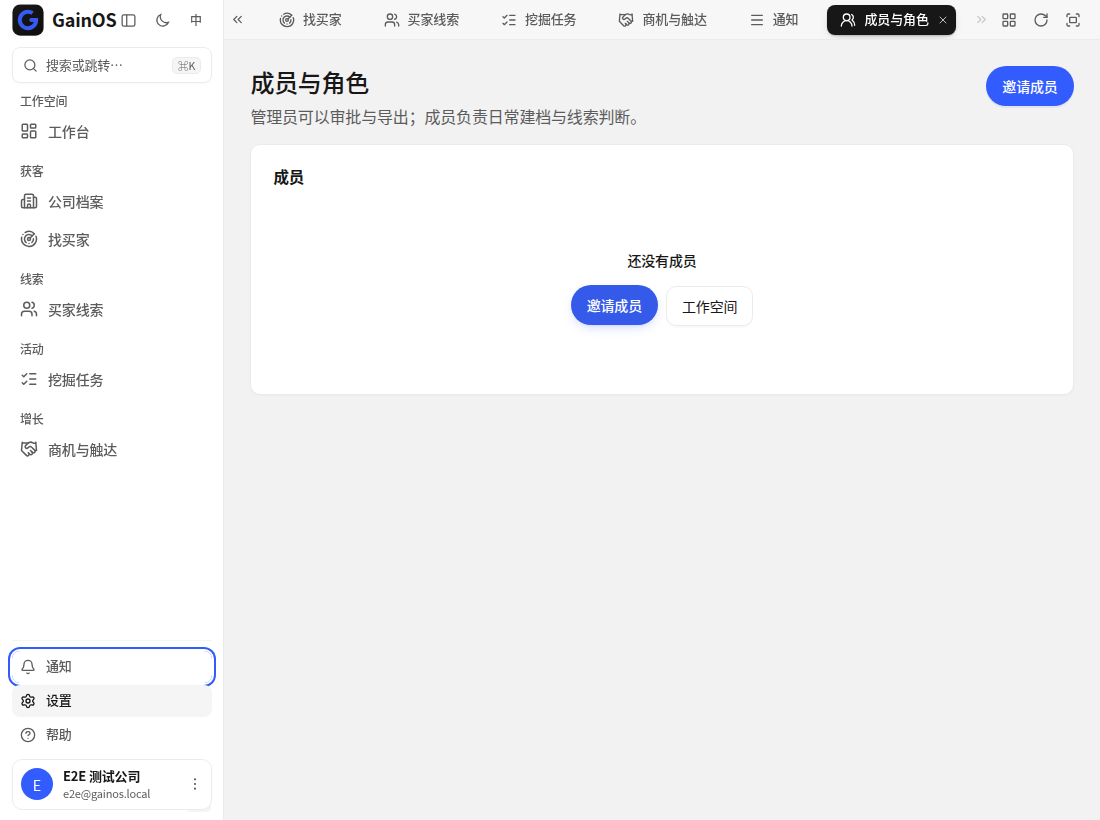 GainOS
中
搜索或跳转…
⌘K
工作空间
工作台
获客
公司档案
找买家
线索
买家线索
活动
挖掘任务
增长
商机与触达
通知
设置
帮助
E
E2E 测试公司
e2e@gainos.local
找买家
买家线索
挖掘任务
商机与触达
通知
成员与角色
成员与角色
管理员可以审批与导出；成员负责日常建档与线索判断。
邀请成员
成员
还没有成员
邀请成员
工作空间